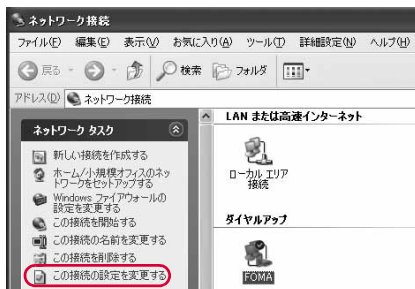 ネットワーク接続
ファイル(F) 編集(E) 表示(V) お気に入り(A) ツール(T) 詳細設定(N) ヘルプ(H)
戻る 検索 フォルダ
アドレス(D) ネットワーク接続
ネットワーク タスク
新しい接続を作成する
ホーム/小規模オフィスのネッ
トワークをセットアップする
Windows ファイアウォールの
設定を変更する
この接続を開始する
この接続の名前を変更する
この接続を削除する
この接続の設定を変更する
LAN または高速インターネット
ローカル エリア
接続
ダイヤルアップ
FOMA